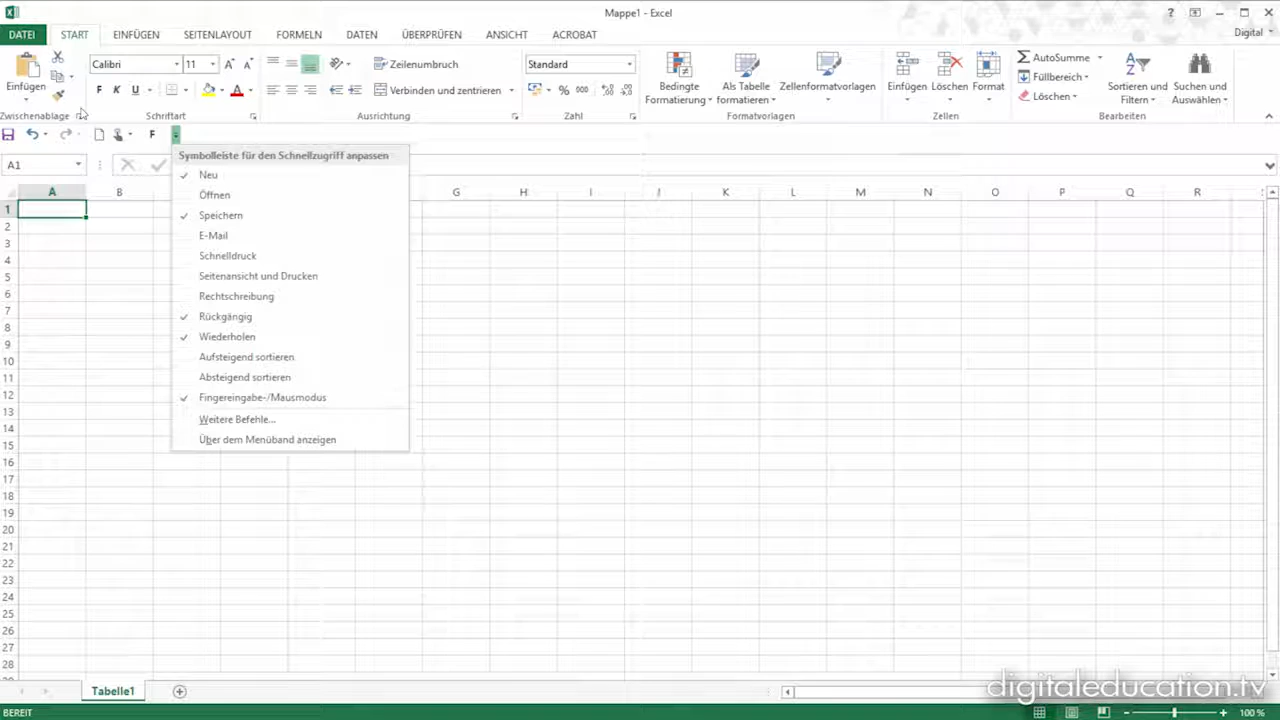 Mappe1 - Excel
?
Digital
DATEI START EINFÜGEN SEITENLAYOUT FORMELN DATEN ÜBERPRÜFEN ANSICHT ACROBAT
Einfügen
Zwischenablage
Calibri 11
F K U
Schriftart
Zeilenumbruch
Verbinden und zentrieren
Ausrichtung
Standard
% 000
Zahl
Bedingte Formatierung
Als Tabelle formatieren
Zellenformatvorlagen
Formatvorlagen
Einfügen Löschen Format
Zellen
AutoSumme
Füllbereich
Löschen
Sortieren und Filtern
Suchen und Auswählen
Bearbeiten
F
A1
Symbolleiste für den Schnellzugriff anpassen
Neu
Öffnen
Speichern
E-Mail
Schnelldruck
Seitenansicht und Drucken
Rechtschreibung
Rückgängig
Wiederholen
Aufsteigend sortieren
Absteigend sortieren
Fingereingabe-/Mausmodus
Weitere Befehle...
Über dem Menüband anzeigen
A B G H I J K L M N O P Q R
1
2
3
4
5
6
7
8
9
10
11
12
13
14
15
16
17
18
19
20
21
22
23
24
25
26
27
28
Tabelle1
digitaleducation.tv
BEREIT
100 %